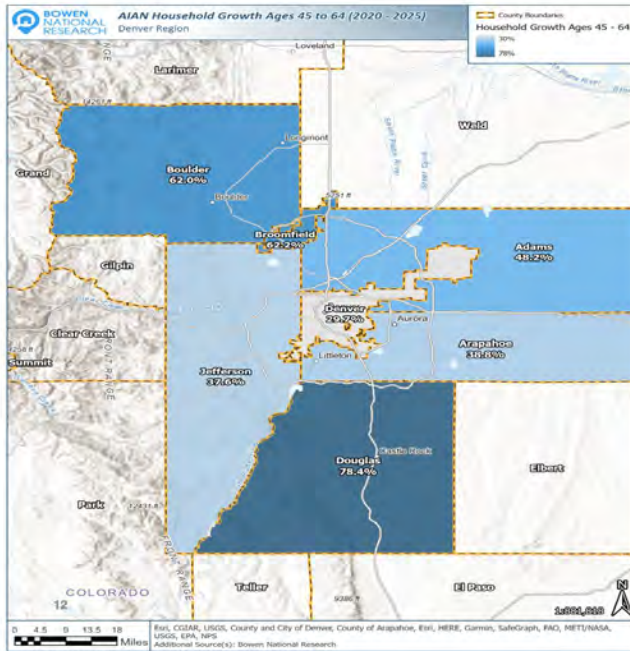 BOWEN
NATIONAL
RESEARCH
AIAN Household Growth Ages 45 to 64 (2020 - 2025)
Denver Region
County Boundaries
Household Growth Ages 45 - 64
30%
78%
Loveland
Larimer
Weld
Longmont
Boulder
62.0%
Boulder
Grand
Broomfield
62.2%
Adams
48.2%
Gilpin
Denver
29.7%
Aurora
Clear Creek
Arapahoe
38.8%
Summit
Littleton
Jefferson
37.6%
FRONT RANGE
Douglas
78.4%
Castle Rock
Elbert
Park
FRONT RANGE
COLORADO
Teller
El Paso
12
N
0 4.5 9 13.5 18
Miles
Esri, CGIAR, USGS, County and City of Denver, County of Arapahoe, Esri, HERE, Garmin, SafeGraph, FAO, METI/NASA,
USGS, EPA, NPS
Additional Source(s): Bowen National Research